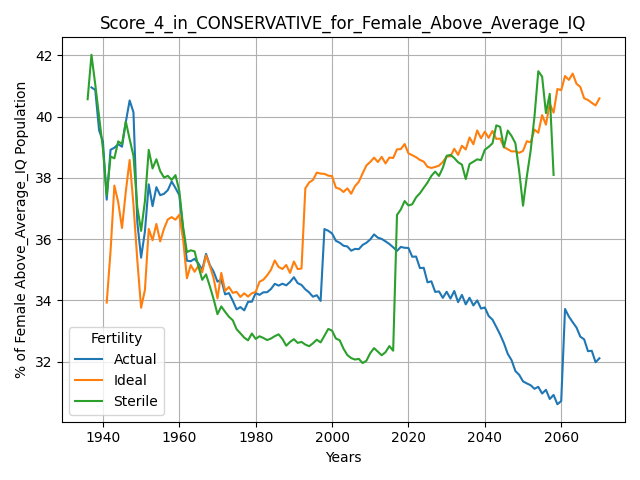 Score_4_in_CONSERVATIVE_for_Female_Above_Average_IQ
% of Female Above_Average_IQ Population
42
40
38
36
34
32
Fertility
Actual
Ideal
Sterile
1940 1960 1980 2000 2020 2040 2060
Years